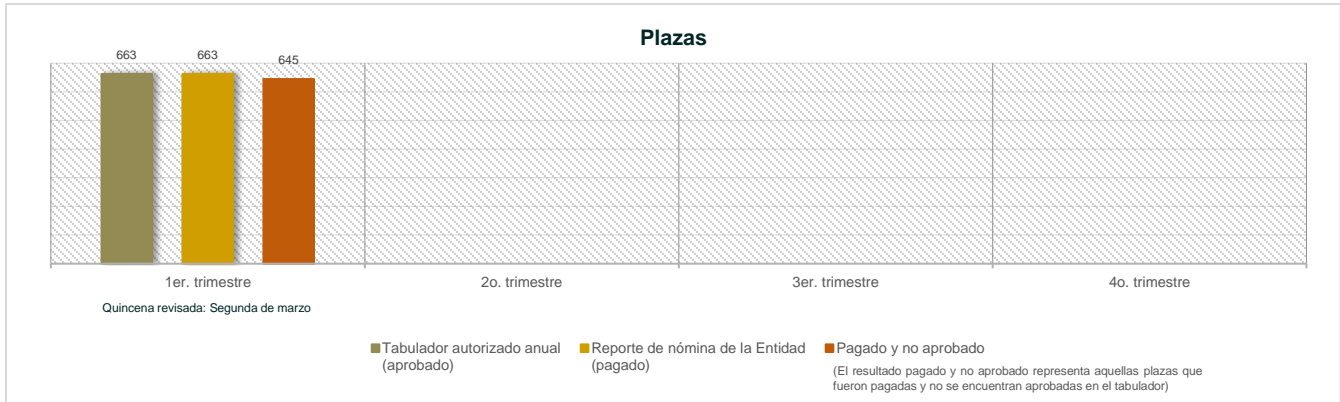 Plazas
663
663
645
1er. trimestre
2o. trimestre
3er. trimestre
4o. trimestre
Quincena revisada: Segunda de marzo
Tabulador autorizado anual
(aprobado)
Reporte de nómina de la Entidad
(pagado)
Pagado y no aprobado
(El resultado pagado y no aprobado representa aquellas plazas que
fueron pagadas y no se encuentran aprobadas en el tabulador)